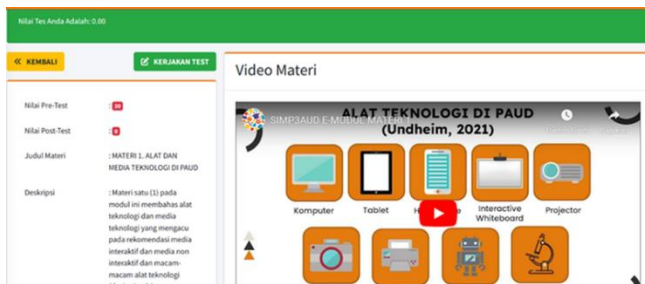 Nilai Tes Anda Adalah: 0.00
KEMBALI
KERJAKAN TEST
Nilai Pre-Test :
Nilai Post-Test : 0
Judul Materi : MATERI 1. ALAT DAN
MEDIA TEKNOLOGI DI PAUD
Deskripsi : Materi satu (1) pada
modul ini membahas alat
teknologi dan media
teknologi yang mengacu
pada rekomendasi media
interaktif dan media non
interaktif dan macam-
macam alat teknologi
Video Materi
SIMP3AUD E-MODUL MATERI 1
ALAT TEKNOLOGI DI PAUD
(Undheim, 2021)
Komputer
Tablet
Interactive
Whiteboard
Projector